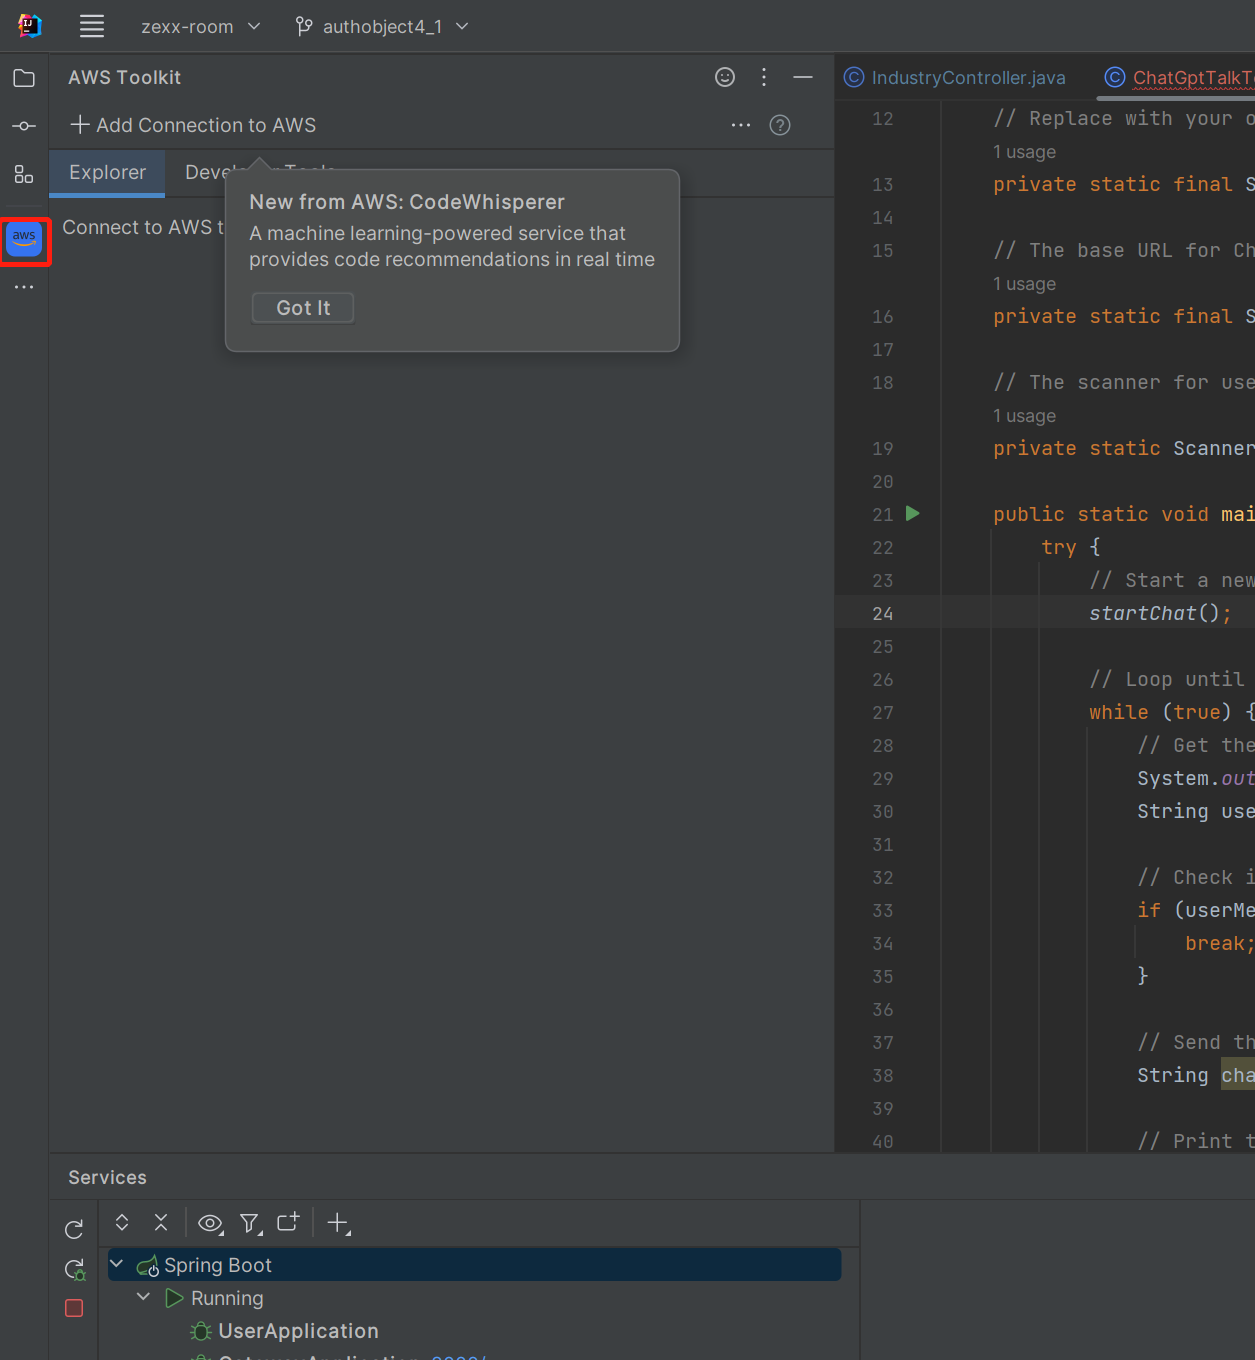 zexx-room
authobject4_1
AWS Toolkit
Add Connection to AWS
Explorer
Connect to AWS t
New from AWS: CodeWhisperer
A machine learning-powered service that
provides code recommendations in real time
Got It
aws
IndustryController.java
ChatGptTalkT
12 // Replace with your o
1 usage
13 private static final S
14
15 // The base URL for Ch
1 usage
16 private static final S
17
18 // The scanner for use
1 usage
19 private static Scanner
20
21 public static void mai
22 try {
23 // Start a new
24 startChat();
25
26 // Loop until
27 while (true) {
28 // Get the
29 System.out
30 String use
31
32 // Check i
33 if (userMe
34 break;
35 }
36
37 // Send th
38 String cha
39
40 // Print t
Services
Spring Boot
Running
UserApplication